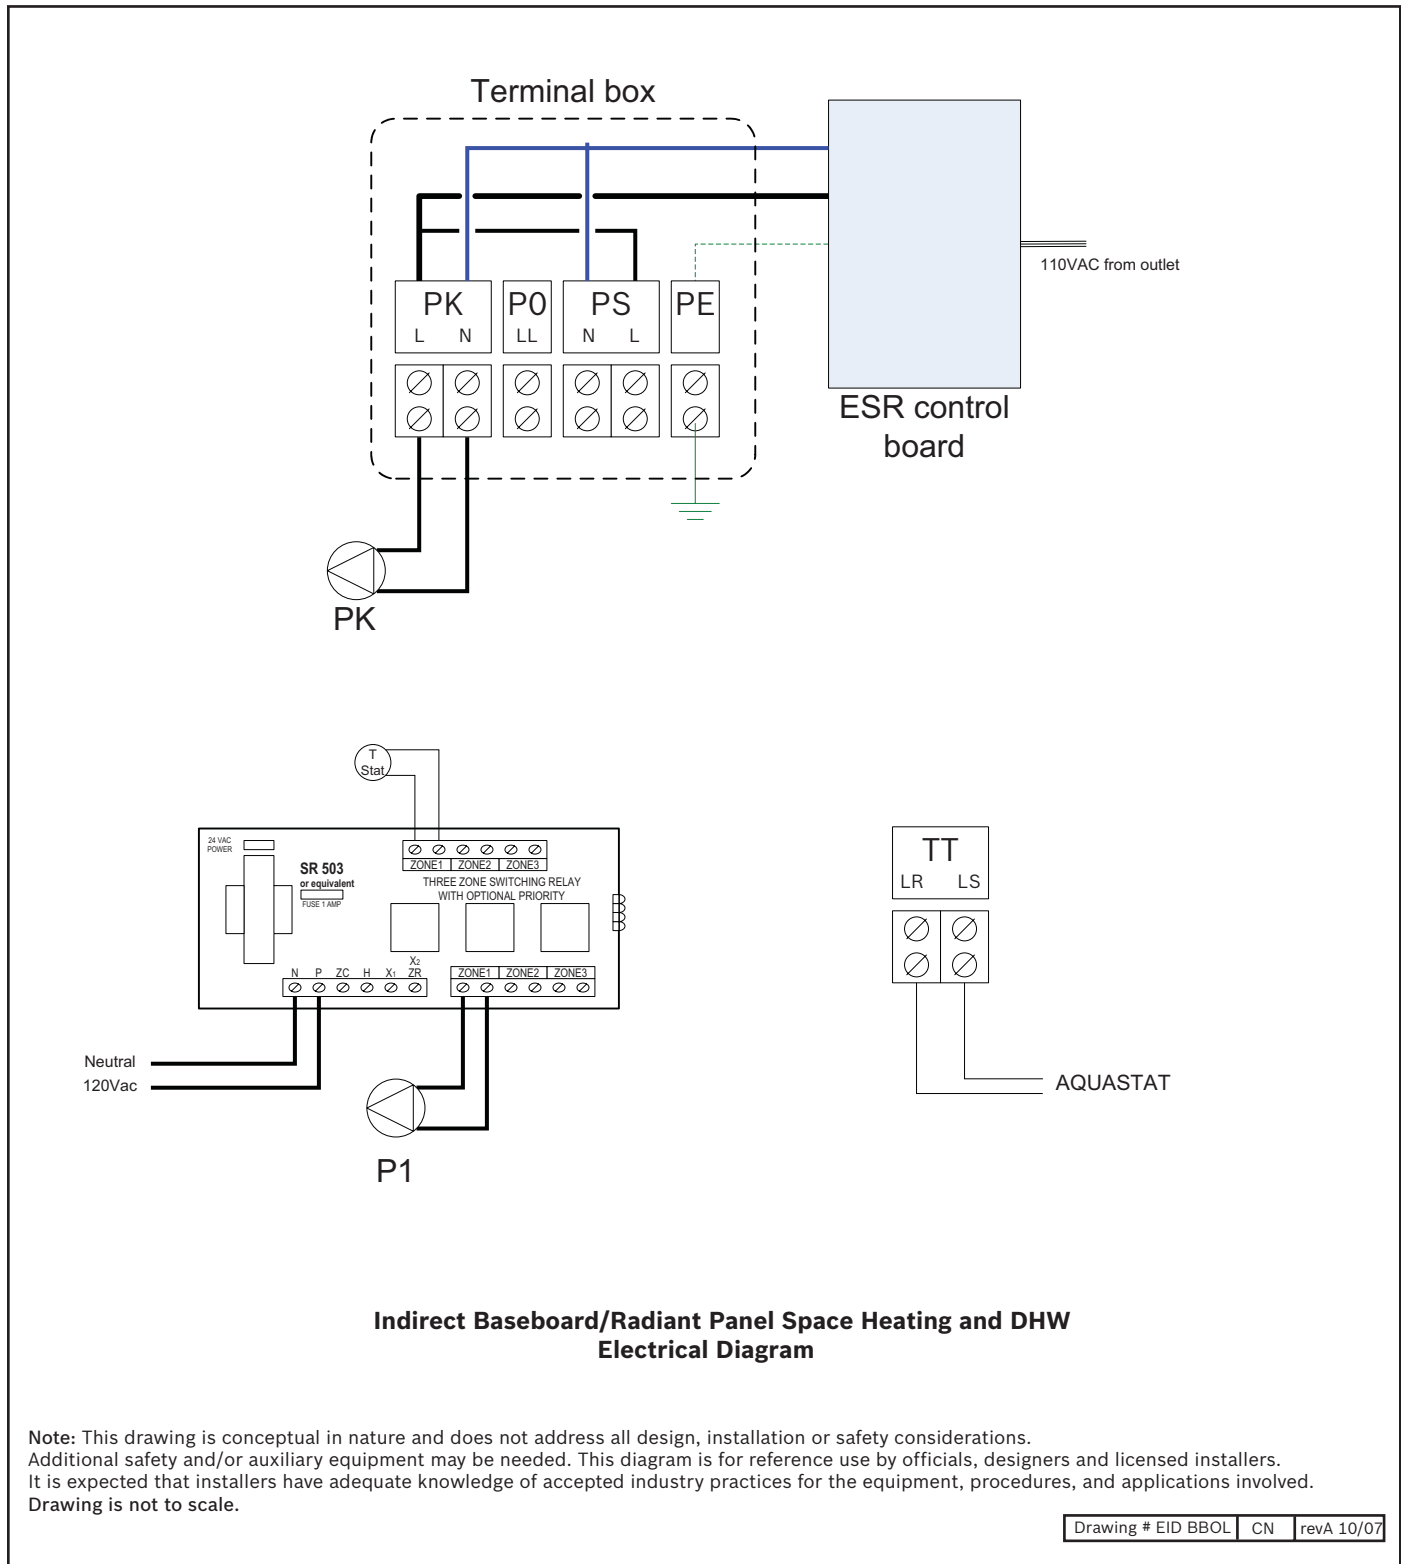 Terminal box
110VAC from outlet
PK
P0
PS
PE
L
N
LL
N
L
ESR control
board
PK
T
Stat
24 VAC
POWER
SR 503
or equivalent
FUSE 1 AMP
ZONE1
ZONE2
ZONE3
THREE ZONE SWITCHING RELAY
WITH OPTIONAL PRIORITY
X2
N
P
ZC
H
X1
ZR
ZONE1
ZONE2
ZONE3
TT
LR
LS
Neutral
120Vac
AQUASTAT
P1
Indirect Baseboard/Radiant Panel Space Heating and DHW
Electrical Diagram
Note: This drawing is conceptual in nature and does not address all design, installation or safety considerations.
Additional safety and/or auxiliary equipment may be needed. This diagram is for reference use by officials, designers and licensed installers.
It is expected that installers have adequate knowledge of accepted industry practices for the equipment, procedures, and applications involved.
Drawing is not to scale.
Drawing # EID BBOL
CN
revA 10/07